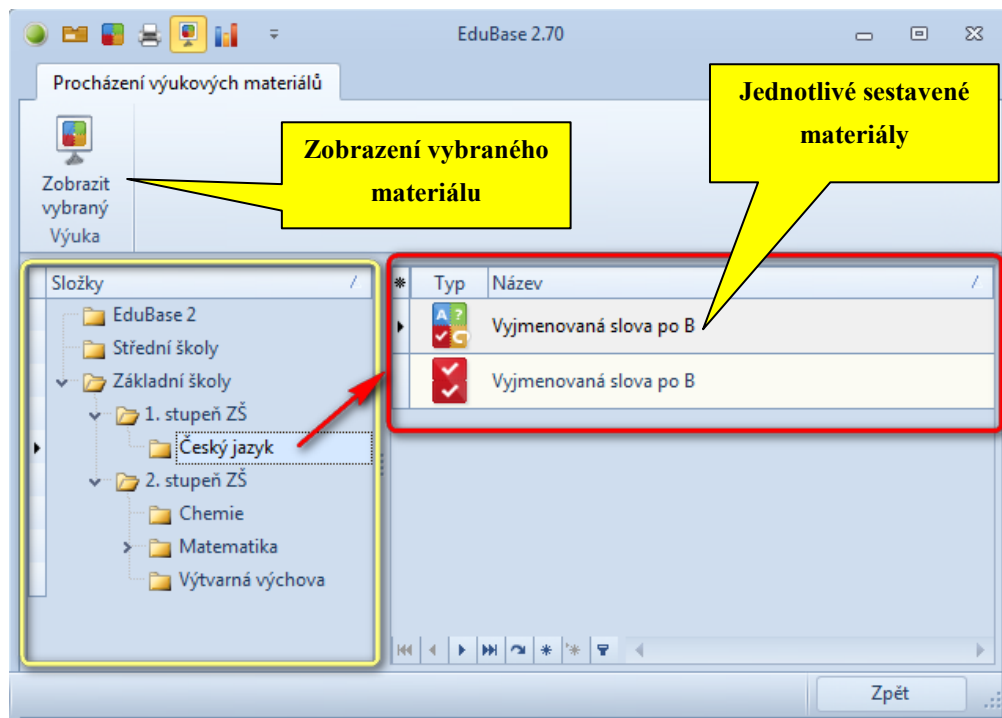 EduBase 2.70
Procházení výukových materiálů
Jednotlivé sestavené
materiály
Zobrazení vybraného
materiálu
Zobrazit
vybraný
Výuka
Složky
Typ Název
EduBase 2
Střední školy
Základní školy
1. stupeň ZŠ
Český jazyk
2. stupeň ZŠ
Chemie
Matematika
Výtvarná výchova
Vyjmenovaná slova po B
Vyjmenovaná slova po B
Zpět